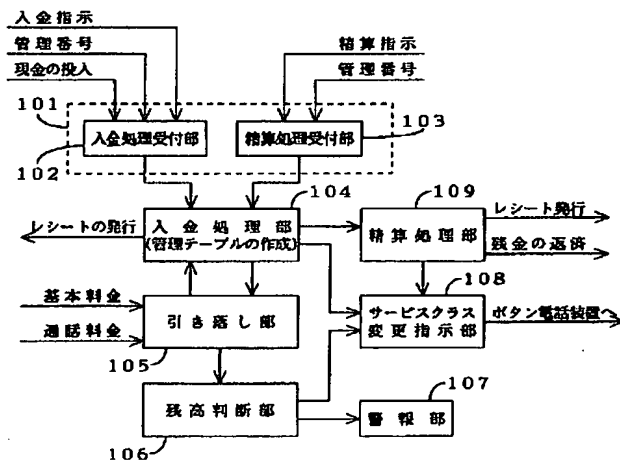 入金指示
管理番号
現金の投入
精算指示
管理番号
101
102
入金処理受付部
精算処理受付部
103
104
109
レシートの発行
入金処理部
(管理テーブルの作成)
精算処理部
レシート発行
残金の返済
108
基本料金
通話料金
引き落し部
105
サービスクラス
変更指示部
ボタン電話装置へ
残高判断部
106
107
警報部